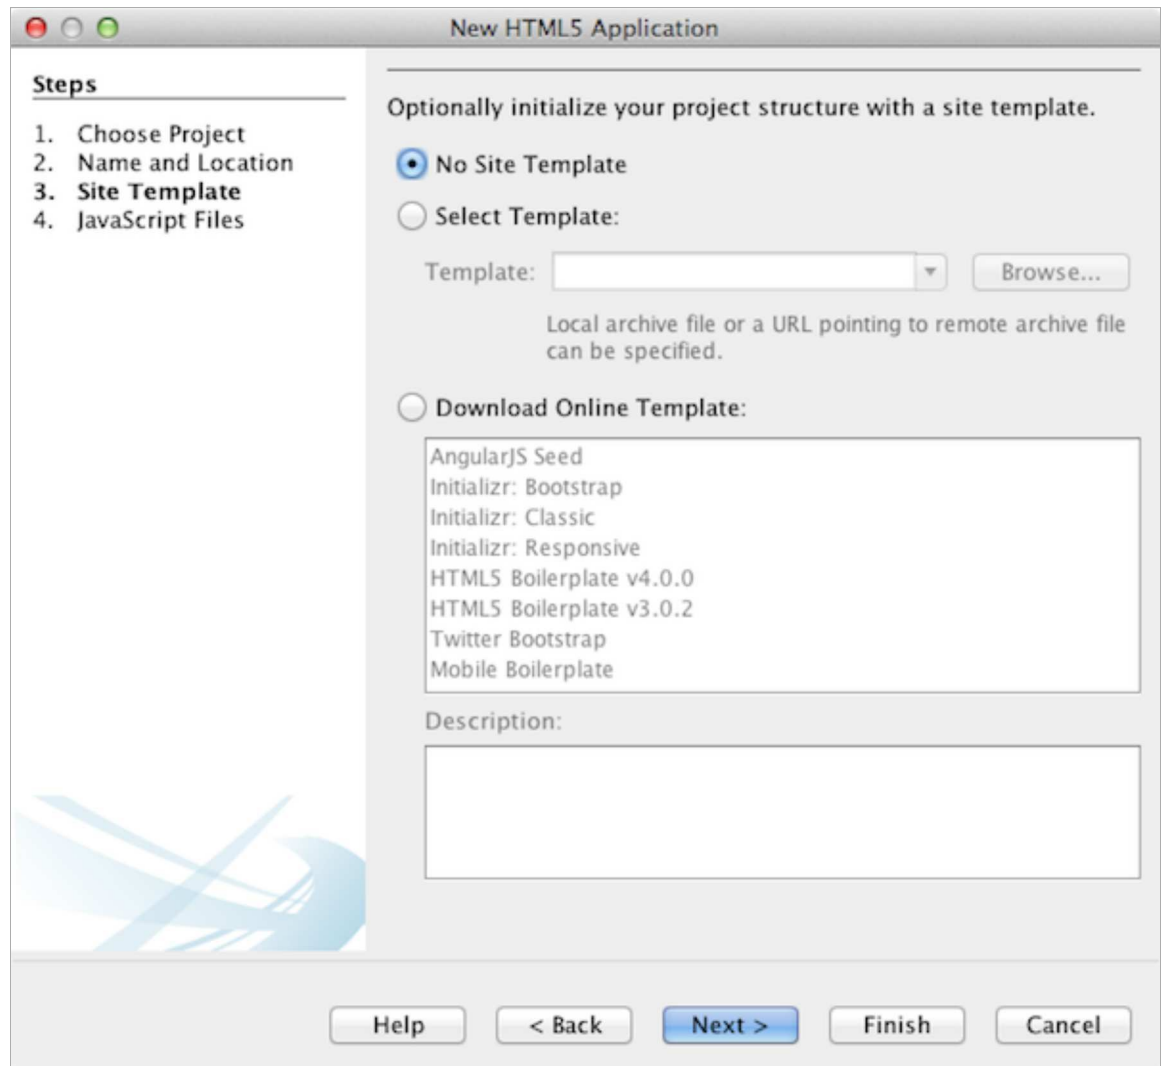 New HTML5 Application
Steps
1. Choose Project
2. Name and Location
3. Site Template
4. JavaScript Files
Optionally initialize your project structure with a site template.
No Site Template
Select Template:
Template:
Browse...
Local archive file or a URL pointing to remote archive file
can be specified.
Download Online Template:
AngularJS Seed
Initializr: Bootstrap
Initializr: Classic
Initializr: Responsive
HTML5 Boilerplate v4.0.0
HTML5 Boilerplate v3.0.2
Twitter Bootstrap
Mobile Boilerplate
Description:
Help
< Back
Next >
Finish
Cancel